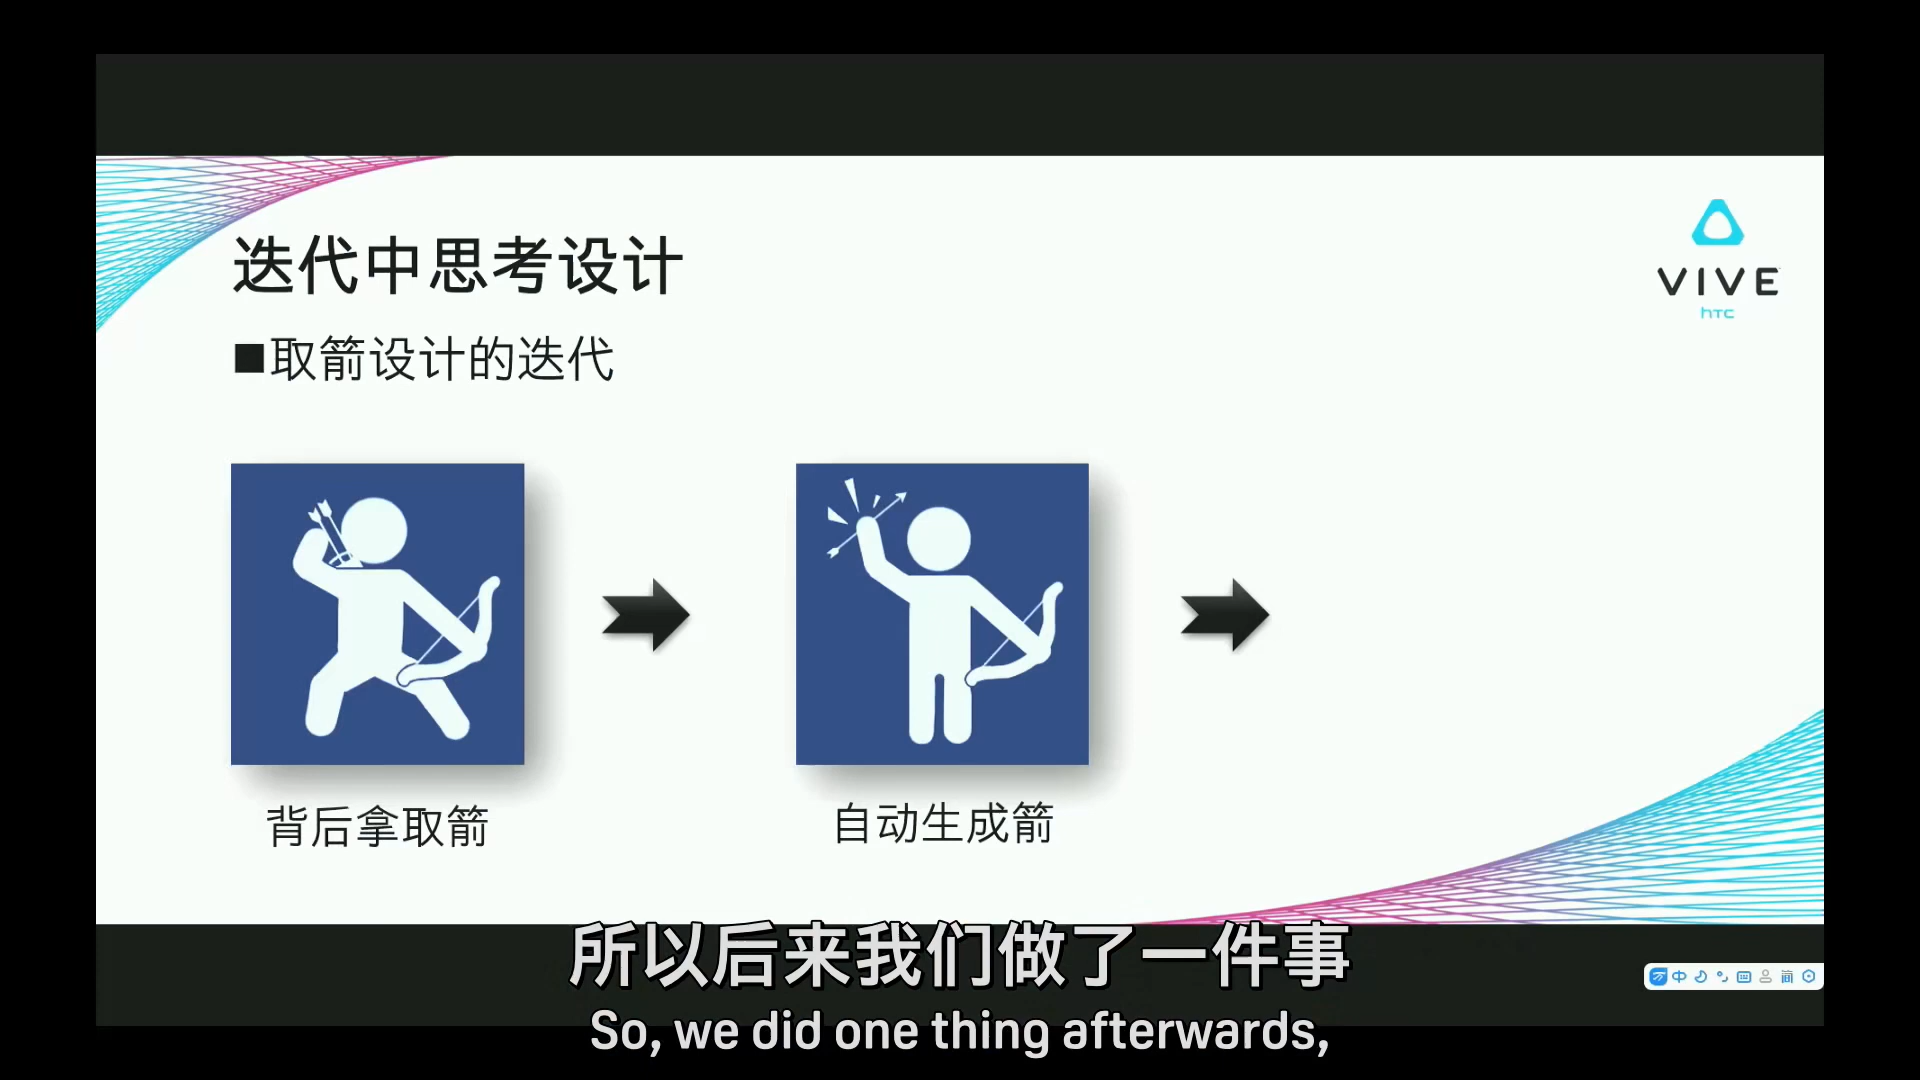 迭代中思考设计
VIVE
hTC
■取箭设计的迭代
背后拿取箭
自动生成箭
所以后来我们做了一件事
中 简
So, we did one thing afterwards,